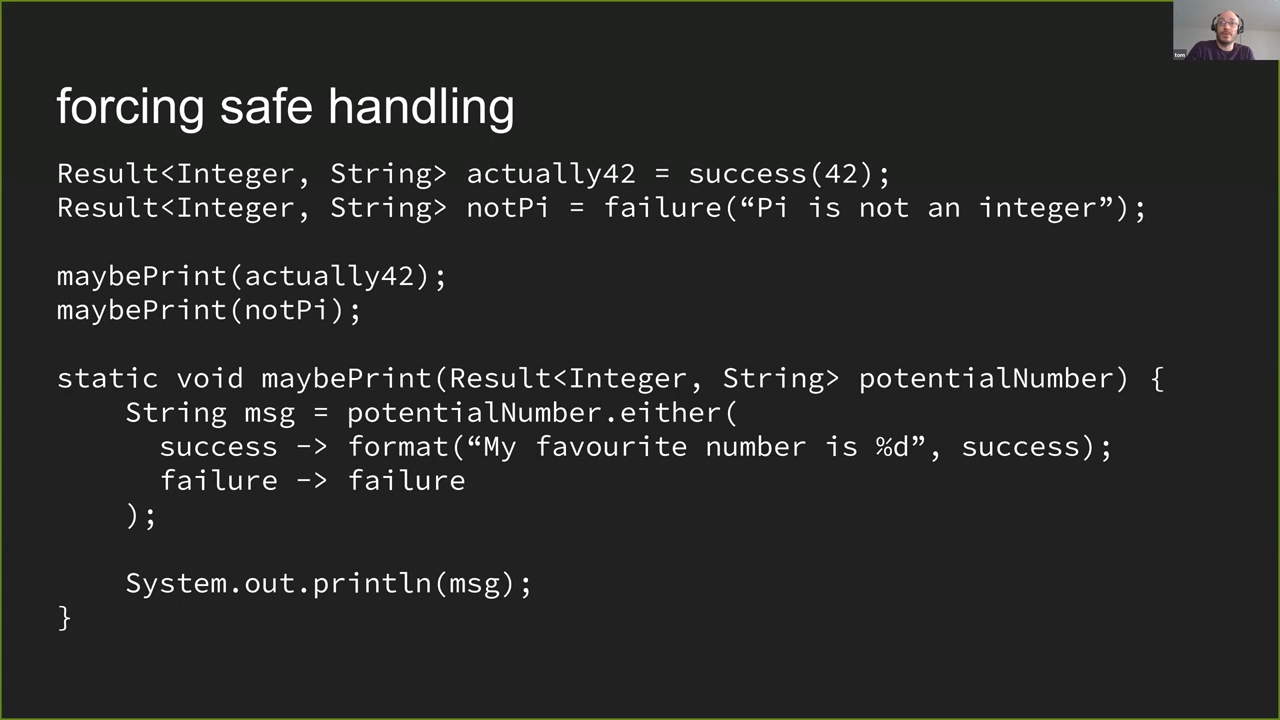 forcing safe handling
Result<Integer, String> actually42 = success(42);
Result<Integer, String> notPi = failure(“Pi is not an integer”);
maybePrint(actually42);
maybePrint(notPi);
static void maybePrint(Result<Integer, String> potentialNumber) {
String msg = potentialNumber.either(
success -> format(“My favourite number is %d”, success);
failure -> failure
);
System.out.println(msg);
}
tom